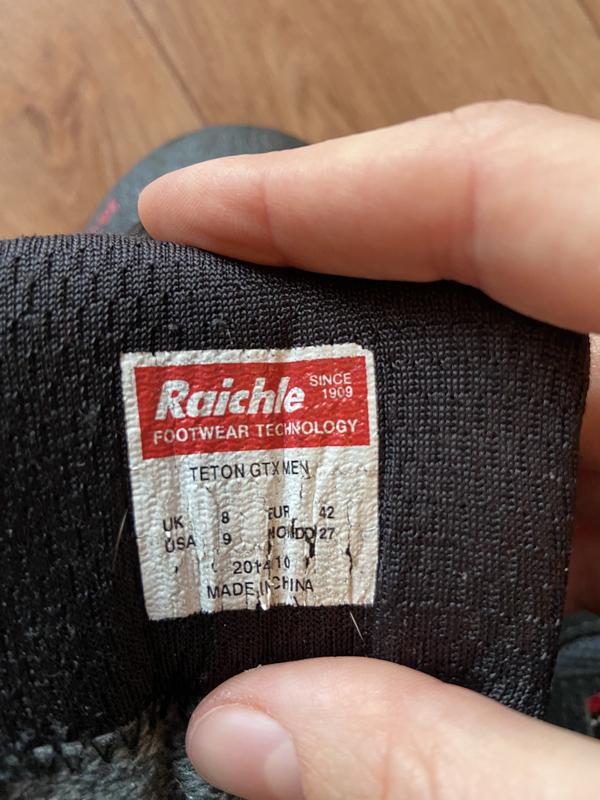 Raichle
SINCE
1909
FOOTWEAR TECHNOLOGY
TETON GTX MEN
UK 8 EUR 42
USA 9 MONDO 27
2014 10
MADE IN CHINA